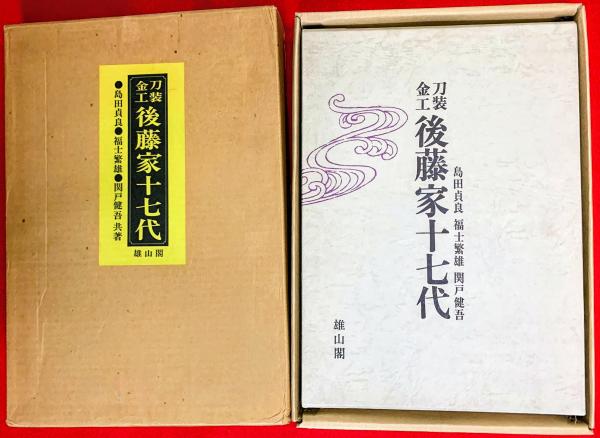 刀装
金工
後藤家十七代
●島田貞良●福士繁雄●関戸健吾 共著
雄山閣
刀装
金工
後藤家十七代
島田貞良 福士繁雄 関戸健吾
雄山閣